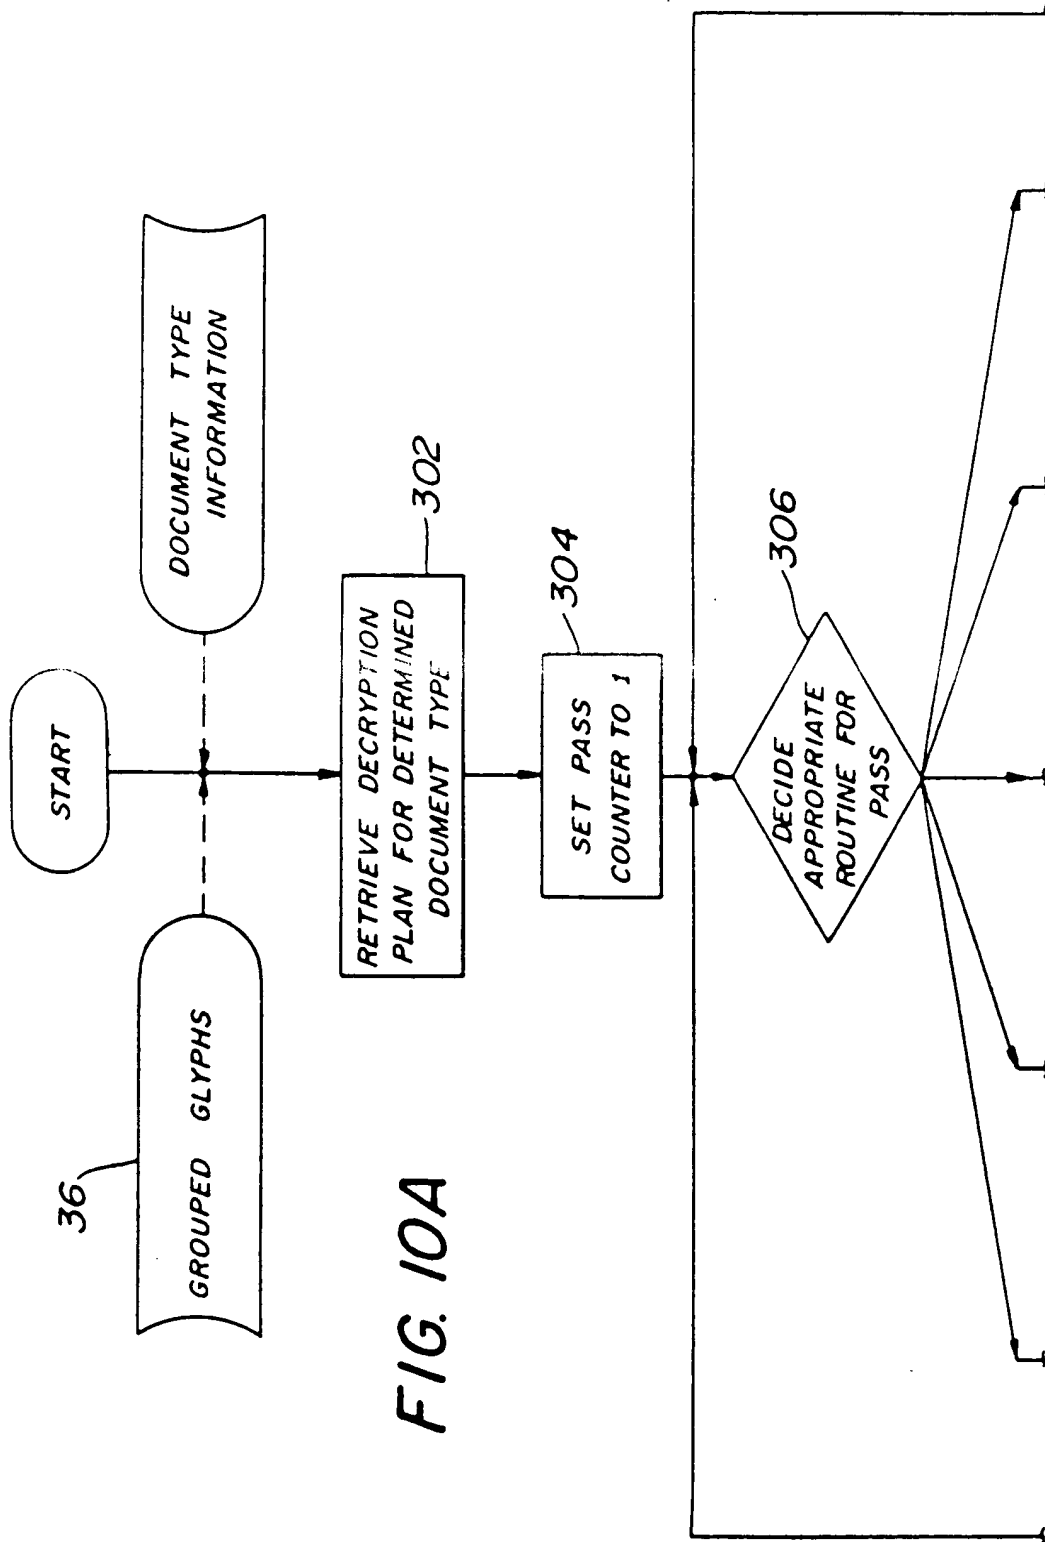 START
36
GROUPED GLYPHS
DOCUMENT TYPE
INFORMATION
302
RETRIEVE DECRYPTION
PLAN FOR DETERMINED
DOCUMENT TYPE
304
SET PASS
COUNTER TO 1
306
DECIDE
APPROPRIATE
ROUTINE FOR
PASS
FIG. 10A